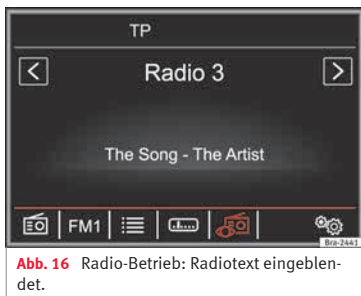 TP
Radio 3
The Song - The Artist
FM1
Bra-2441
Abb. 16 Radio-Betrieb: Radiotext eingeblen-
det.